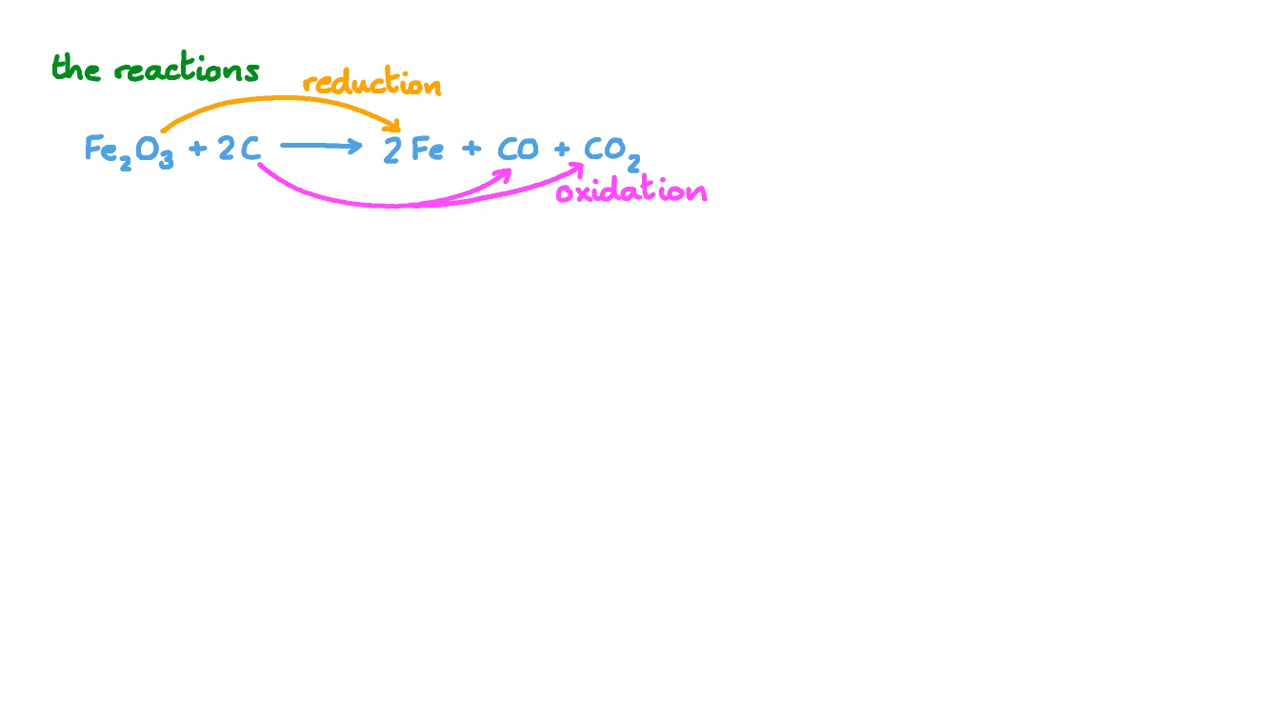 the reactions
reduction
Fe₂O₃ + 2C ⟶ 2Fe + CO + CO₂
oxidation